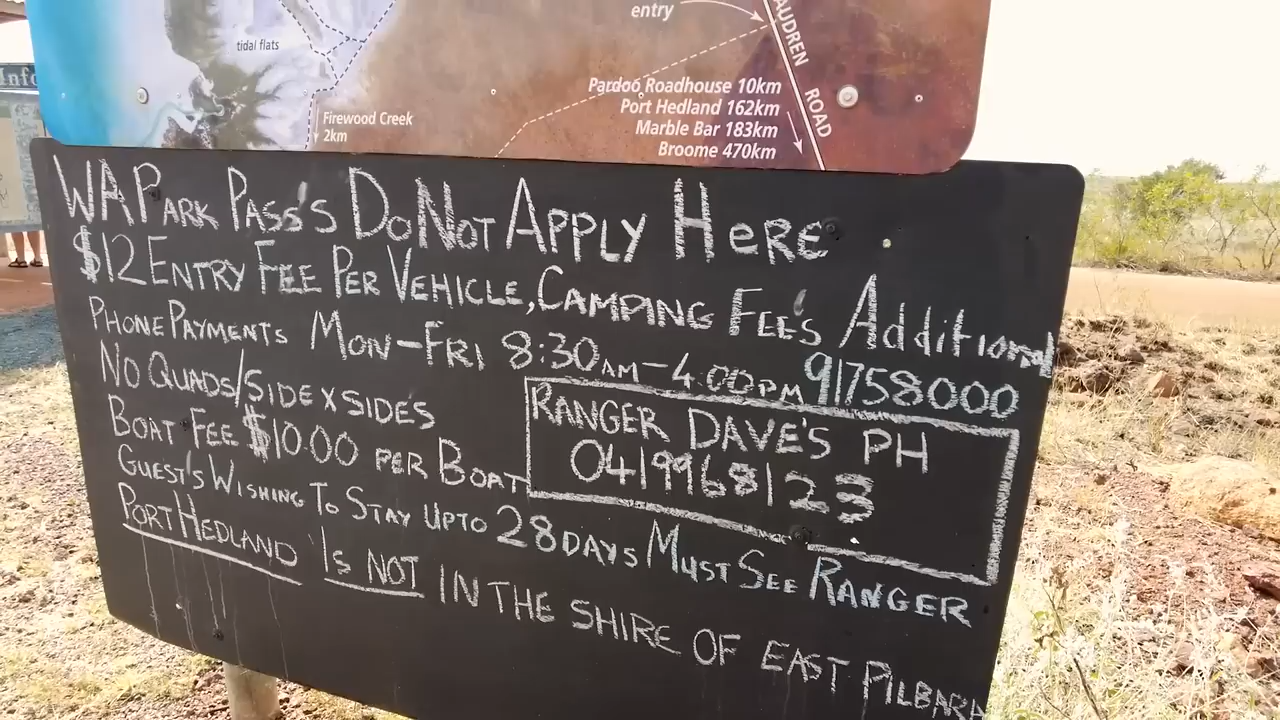 Info
tidal flats
entry
AUDREN ROAD
Firewood Creek
2km
Pardoo Roadhouse 10km
Port Hedland 162km
Marble Bar 183km
Broome 470km
WA PARK PASS'S DO NOT APPLY HERE
$12 ENTRY FEE PER VEHICLE, CAMPING FEE'S Additional
PHONE PAYMENTS MON-FRI 8:30AM-4:00PM 91758000
NO QUADS/SIDE X SIDES
RANGER DAVE'S PH
0419968123
BOAT FEE $10.00 PER BOAT
GUEST'S WISHING TO STAY UPTO 28 DAYS MUST SEE RANGER
PORT HEDLAND IS NOT IN THE SHIRE OF EAST PILBARA